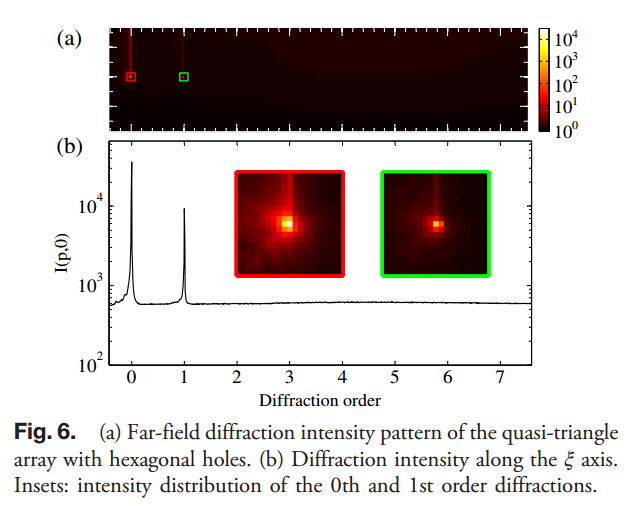 (a)
10⁴
10³
10²
10¹
10⁰
(b)
I(p,0)
10⁴
10³
10²
0 1 2 3 4 5 6 7
Diffraction order
Fig. 6. (a) Far-field diffraction intensity pattern of the quasi-triangle
array with hexagonal holes. (b) Diffraction intensity along the ξ axis.
Insets: intensity distribution of the 0th and 1st order diffractions.